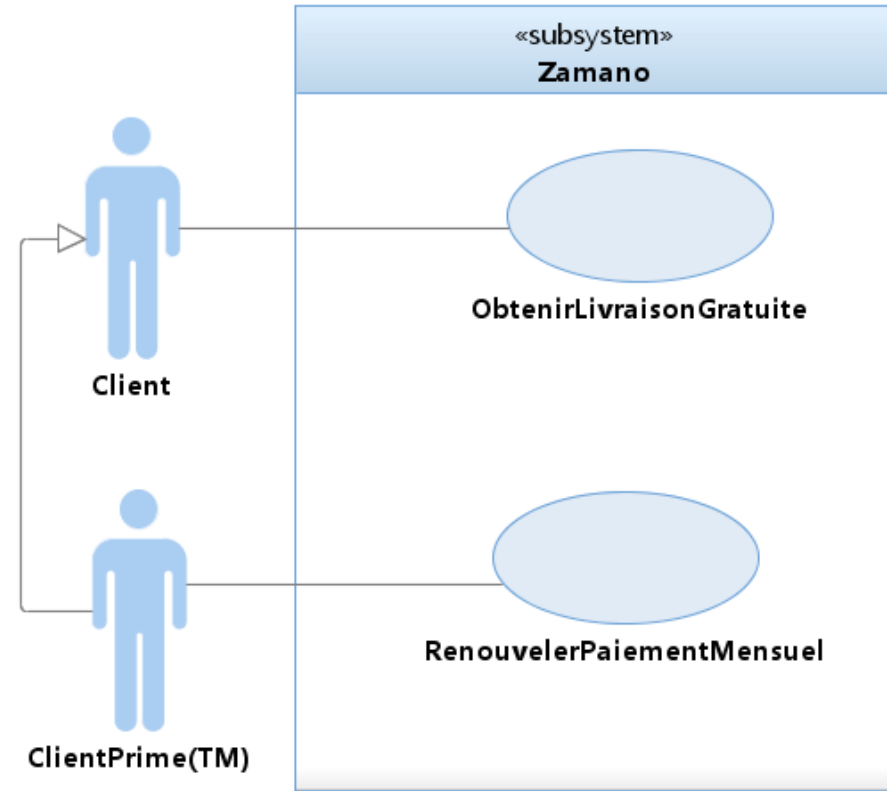 «subsystem»
Zamano
ObtenirLivraisonGratuite
Client
RenouvelerPaiementMensuel
ClientPrime(TM)